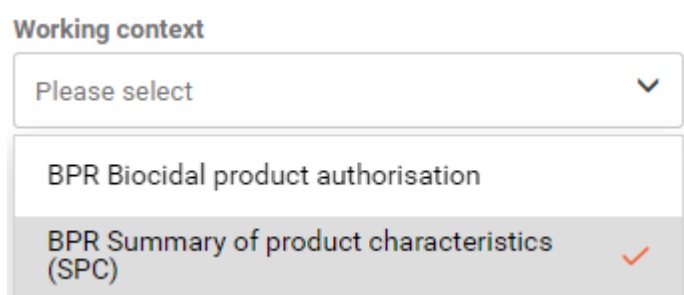 Working context
Please select
BPR Biocidal product authorisation
BPR Summary of product characteristics
(SPC)